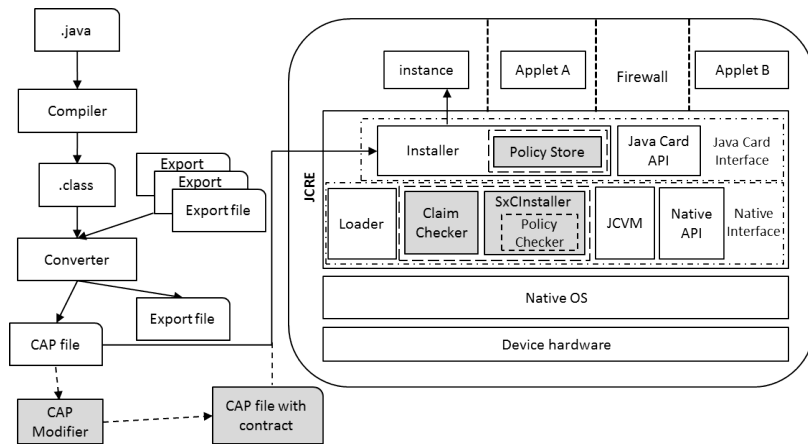 .java
Compiler
.class
Export
Export
Export file
Converter
Export file
CAP file
CAP
Modifier
CAP file with
contract
instance
Applet A
Firewall
Applet B
JCRE
Installer
Policy Store
Java Card
API
Java Card
Interface
Loader
Claim
Checker
SxCInstaller
Policy
Checker
JCVM
Native
API
Native
Interface
Native OS
Device hardware